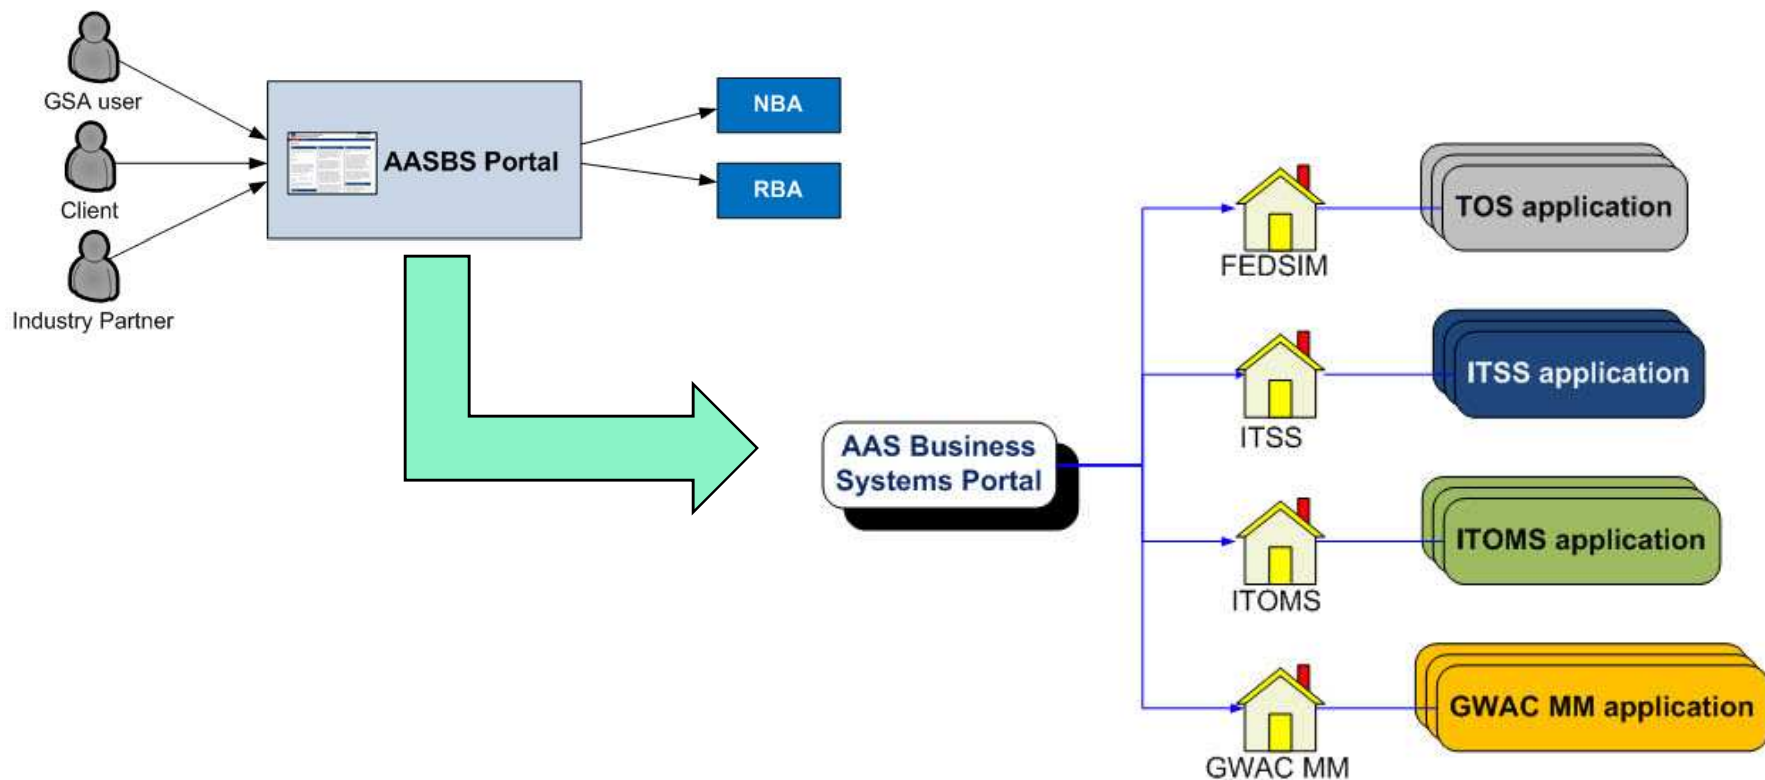 GSA user
Client
Industry Partner
AASBS Portal
NBA
RBA
AAS Business
Systems Portal
FEDSIM
TOS application
ITSS
ITSS application
ITOMS
ITOMS application
GWAC MM
GWAC MM application